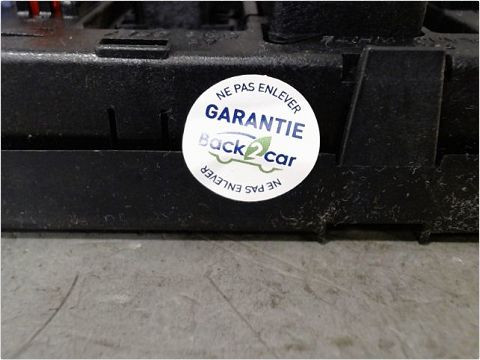 NE PAS ENLEVER
GARANTIE
Back2car
NE PAS ENLEVER